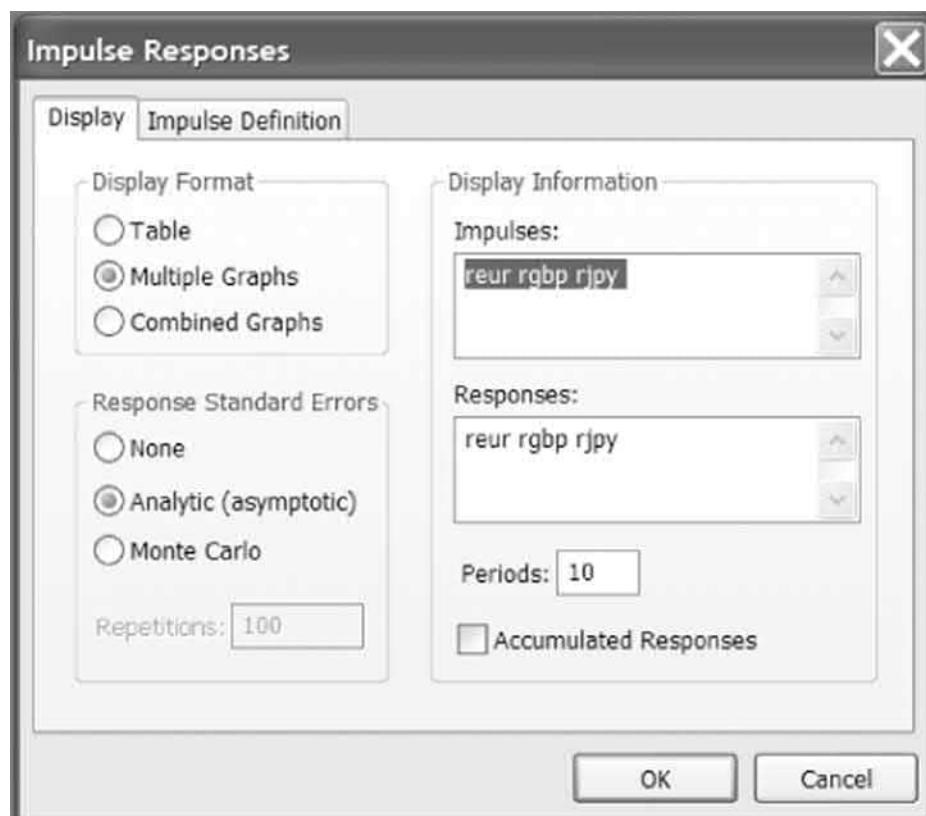 Impulse Responses
Display
Impulse Definition
Display Format
Table
Multiple Graphs
Combined Graphs
Response Standard Errors
None
Analytic (asymptotic)
Monte Carlo
Repetitions: 100
Display Information
Impulses:
reur rgbp rjpy
Responses:
reur rgbp rjpy
Periods: 10
Accumulated Responses
OK
Cancel